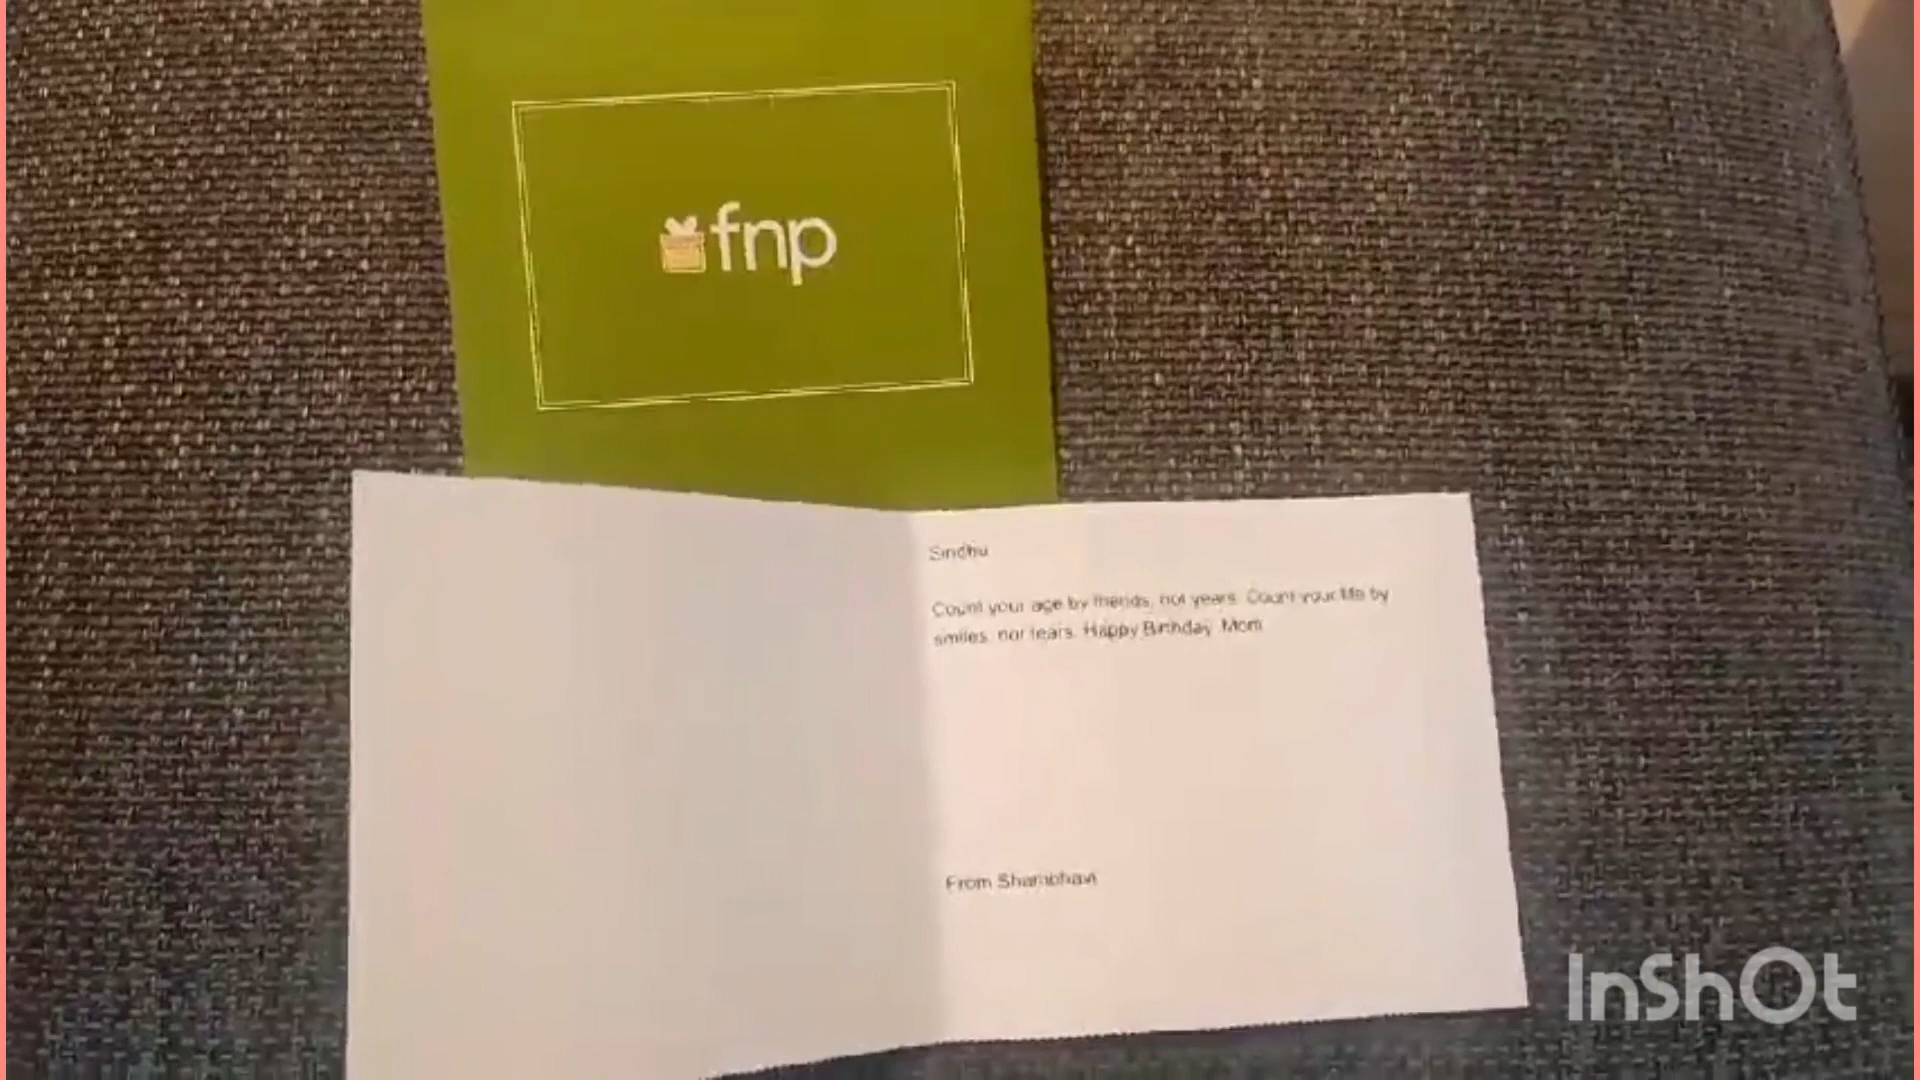 fnp
Sindhu
Count your age by friends, not years. Count your life by
smiles, not tears. Happy Birthday, Mom
From Shambhavi
InShOt